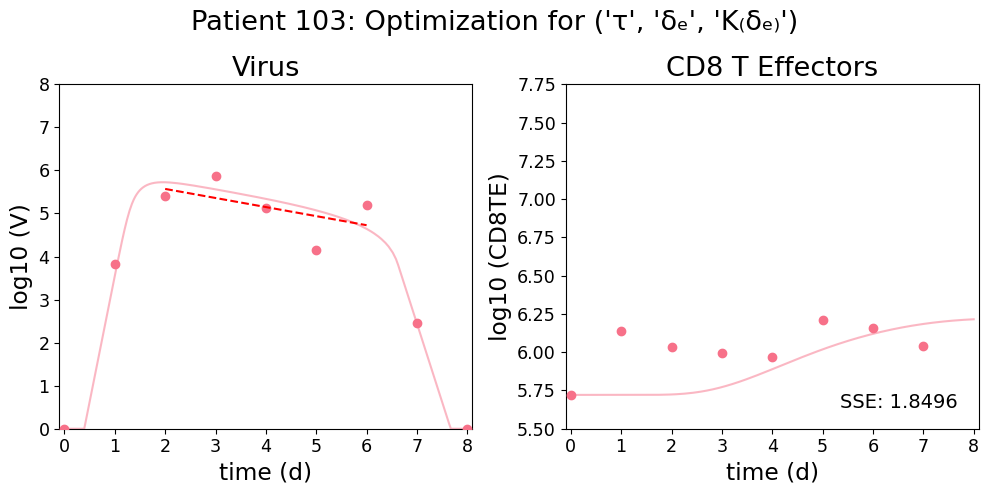 Patient 103: Optimization for ('τ', 'δₑ', 'K₍δₑ₎')
Virus
CD8 T Effectors
8
7
6
5
4
3
2
1
0
log10 (V)
0 1 2 3 4 5 6 7 8
time (d)
7.75
7.50
7.25
7.00
6.75
6.50
6.25
6.00
5.75
5.50
log10 (CD8TE)
SSE: 1.8496
0 1 2 3 4 5 6 7 8
time (d)